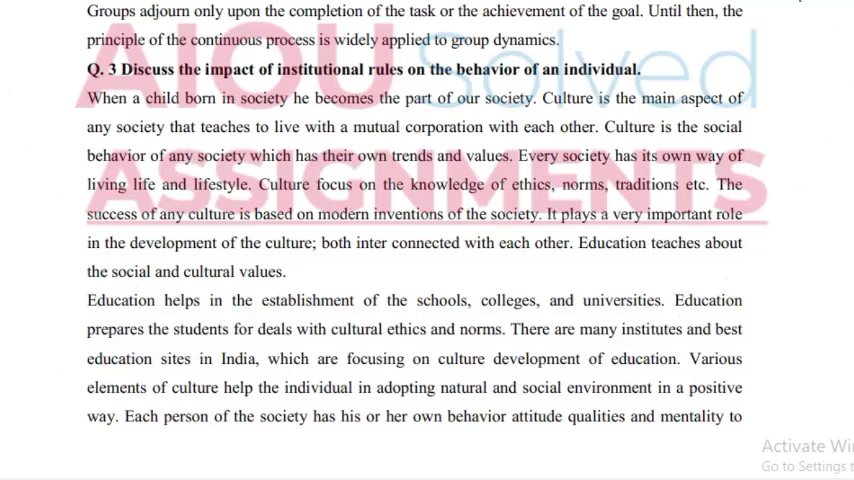 Groups adjourn only upon the completion of the task or the achievement of the goal. Until then, the
principle of the continuous process is widely applied to group dynamics.
Q. 3 Discuss the impact of institutional rules on the behavior of an individual.
When a child born in society he becomes the part of our society. Culture is the main aspect of
any society that teaches to live with a mutual corporation with each other. Culture is the social
behavior of any society which has their own trends and values. Every society has its own way of
living life and lifestyle. Culture focus on the knowledge of ethics, norms, traditions etc. The
success of any culture is based on modern inventions of the society. It plays a very important role
in the development of the culture; both inter connected with each other. Education teaches about
the social and cultural values.
Education helps in the establishment of the schools, colleges, and universities. Education
prepares the students for deals with cultural ethics and norms. There are many institutes and best
education sites in India, which are focusing on culture development of education. Various
elements of culture help the individual in adopting natural and social environment in a positive
way. Each person of the society has his or her own behavior attitude qualities and mentality to
AIOU Solved
ASSIGNMENTS
Activate
Go to Settings